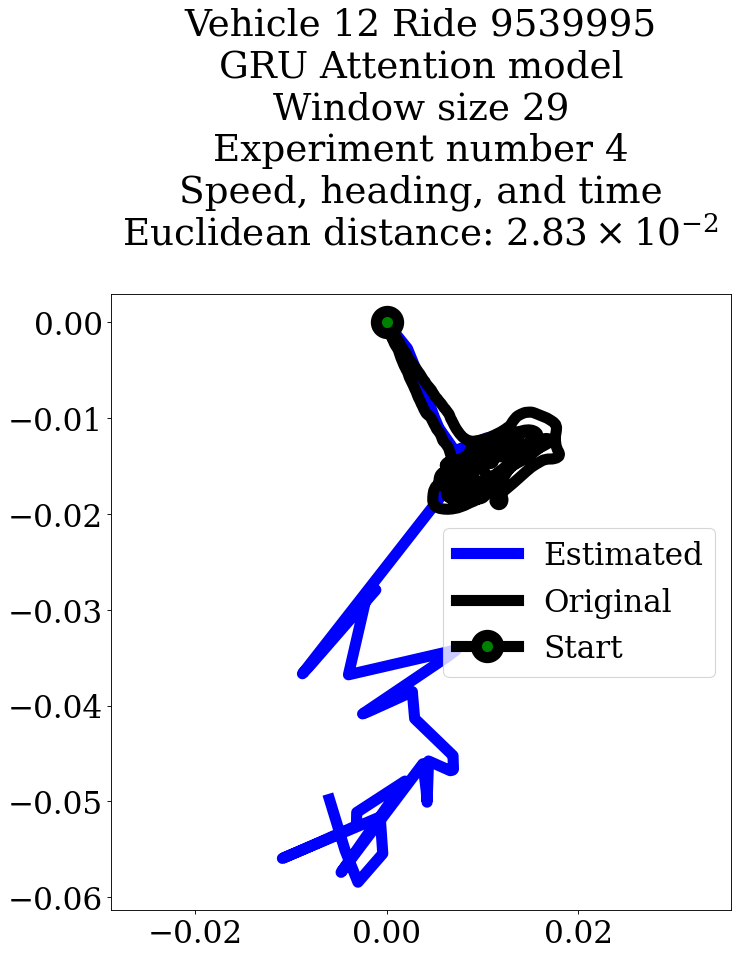 Vehicle 12 Ride 9539995
GRU Attention model
Window size 29
Experiment number 4
Speed, heading, and time
Euclidean distance: 2.83 × 10⁻²
0.00
−0.01
−0.02
−0.03
−0.04
−0.05
−0.06
Estimated
Original
Start
−0.02 0.00 0.02